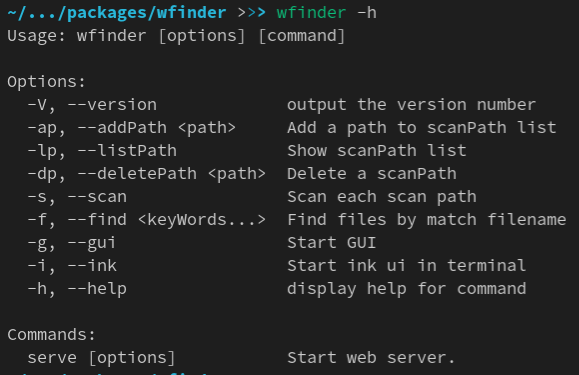 ~/.../packages/wfinder >>> wfinder -h
Usage: wfinder [options] [command]

Options:
  -V, --version             output the version number
  -ap, --addPath <path>     Add a path to scanPath list
  -lp, --listPath           Show scanPath list
  -dp, --deletePath <path>  Delete a scanPath
  -s, --scan                Scan each scan path
  -f, --find <keyWords...>  Find files by match filename
  -g, --gui                 Start GUI
  -i, --ink                 Start ink ui in terminal
  -h, --help                display help for command

Commands:
  serve [options]           Start web server.